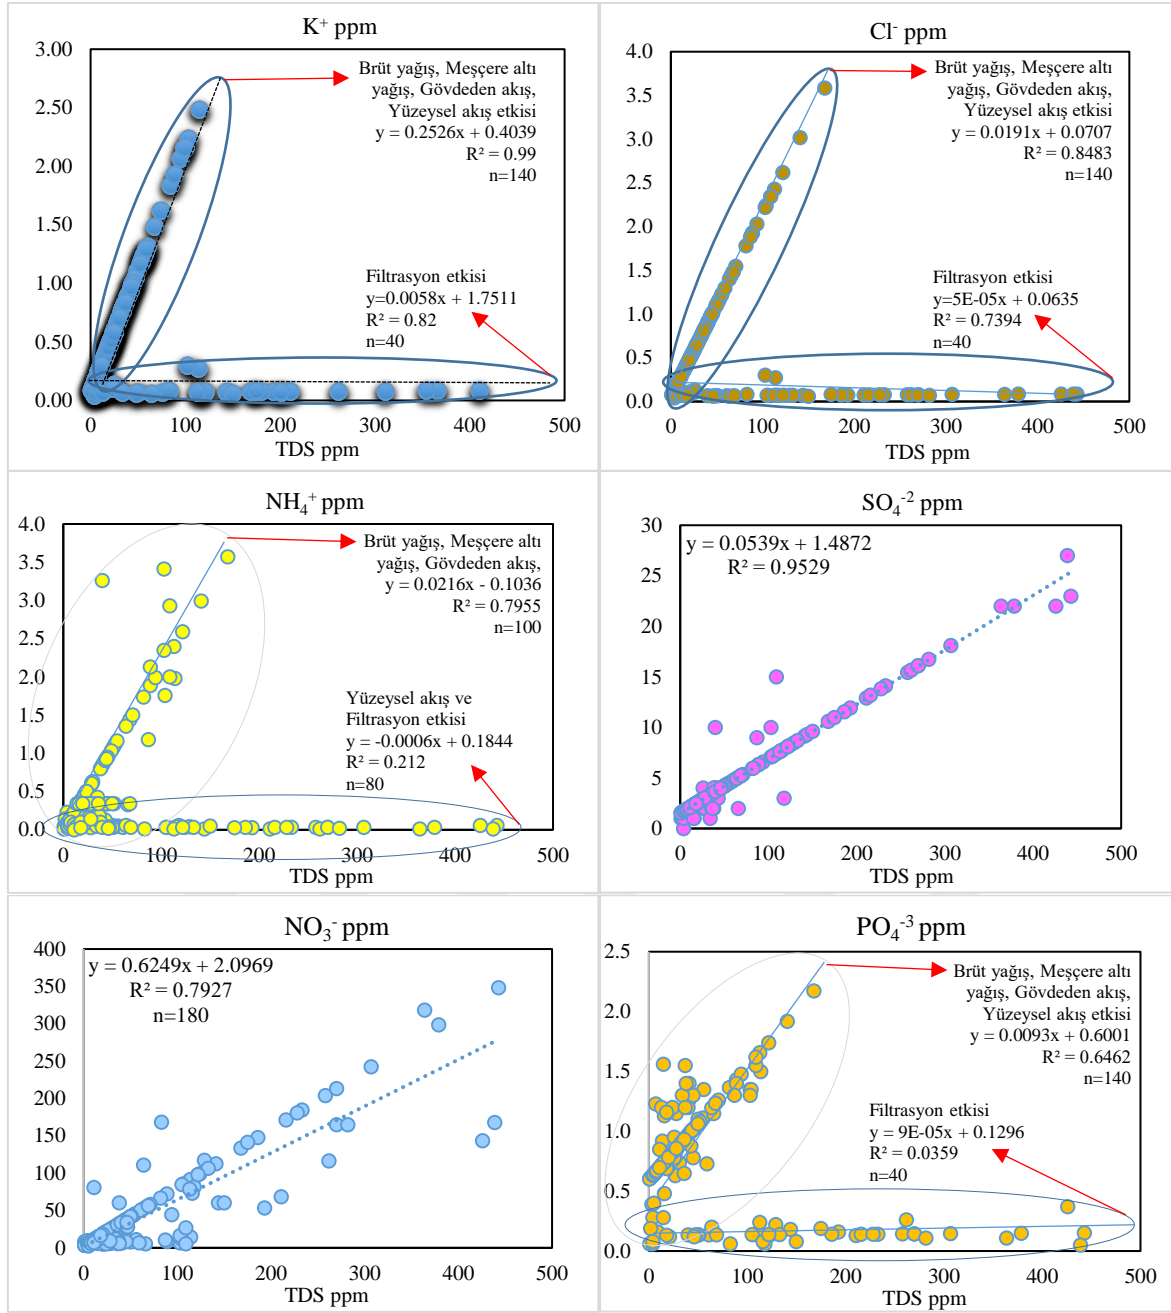 K⁺ ppm
3.00
2.50
2.00
1.50
1.00
0.50
0.00
0
100
200
300
400
500
TDS ppm
Brüt yağış, Meşcere altı
yağış, Gövdeden akış,
Yüzeysel akış etkisi
y = 0.2526x + 0.4039
R² = 0.99
n=140
Filtrasyon etkisi
y=0.0058x + 1.7511
R² = 0.82
n=40
Cl⁻ ppm
4.0
3.5
3.0
2.5
2.0
1.5
1.0
0.5
0.0
0
100
200
300
400
500
TDS ppm
Brüt yağış, Meşcere altı
yağış, Gövdeden akış,
Yüzeysel akış etkisi
y = 0.0191x + 0.0707
R² = 0.8483
n=140
Filtrasyon etkisi
y=5E-05x + 0.0635
R² = 0.7394
n=40
NH₄⁺ ppm
4.0
3.5
3.0
2.5
2.0
1.5
1.0
0.5
0.0
0
100
200
300
400
500
TDS ppm
Brüt yağış, Meşcere altı
yağış, Gövdeden akış,
y = 0.0216x - 0.1036
R² = 0.7955
n=100
Yüzeysel akış ve
Filtrasyon etkisi
y = -0.0006x + 0.1844
R² = 0.212
n=80
SO₄⁻² ppm
30
25
20
15
10
5
0
0
100
200
300
400
500
TDS ppm
y = 0.0539x + 1.4872
R² = 0.9529
NO₃⁻ ppm
400
350
300
250
200
150
100
50
0
0
100
200
300
400
500
TDS ppm
y = 0.6249x + 2.0969
R² = 0.7927
n=180
PO₄⁻³ ppm
2.5
2.0
1.5
1.0
0.5
0.0
0
100
200
300
400
500
TDS ppm
Brüt yağış, Meşcere altı
yağış, Gövdeden akış,
Yüzeysel akış etkisi
y = 0.0093x + 0.6001
R² = 0.6462
n=140
Filtrasyon etkisi
y = 9E-05x + 0.1296
R² = 0.0359
n=40